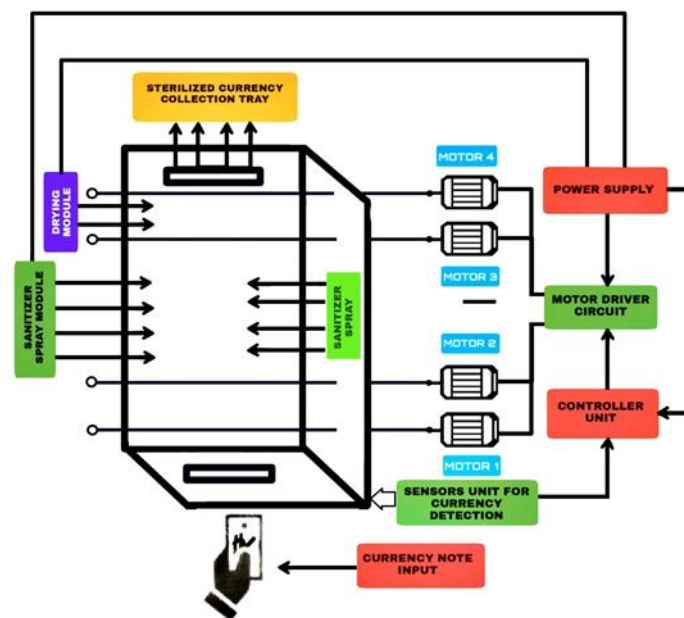 STERILIZED CURRENCY
COLLECTION TRAY
MOTOR 4
POWER SUPPLY
DRYING
MODULE
MOTOR 3
SANITIZER
SPRAY MODULE
SANITIZER
SPRAY
MOTOR DRIVER
CIRCUIT
MOTOR 2
CONTROLLER
UNIT
MOTOR 1
SENSORS UNIT FOR
CURRENCY
DETECTION
CURRENCY NOTE
INPUT